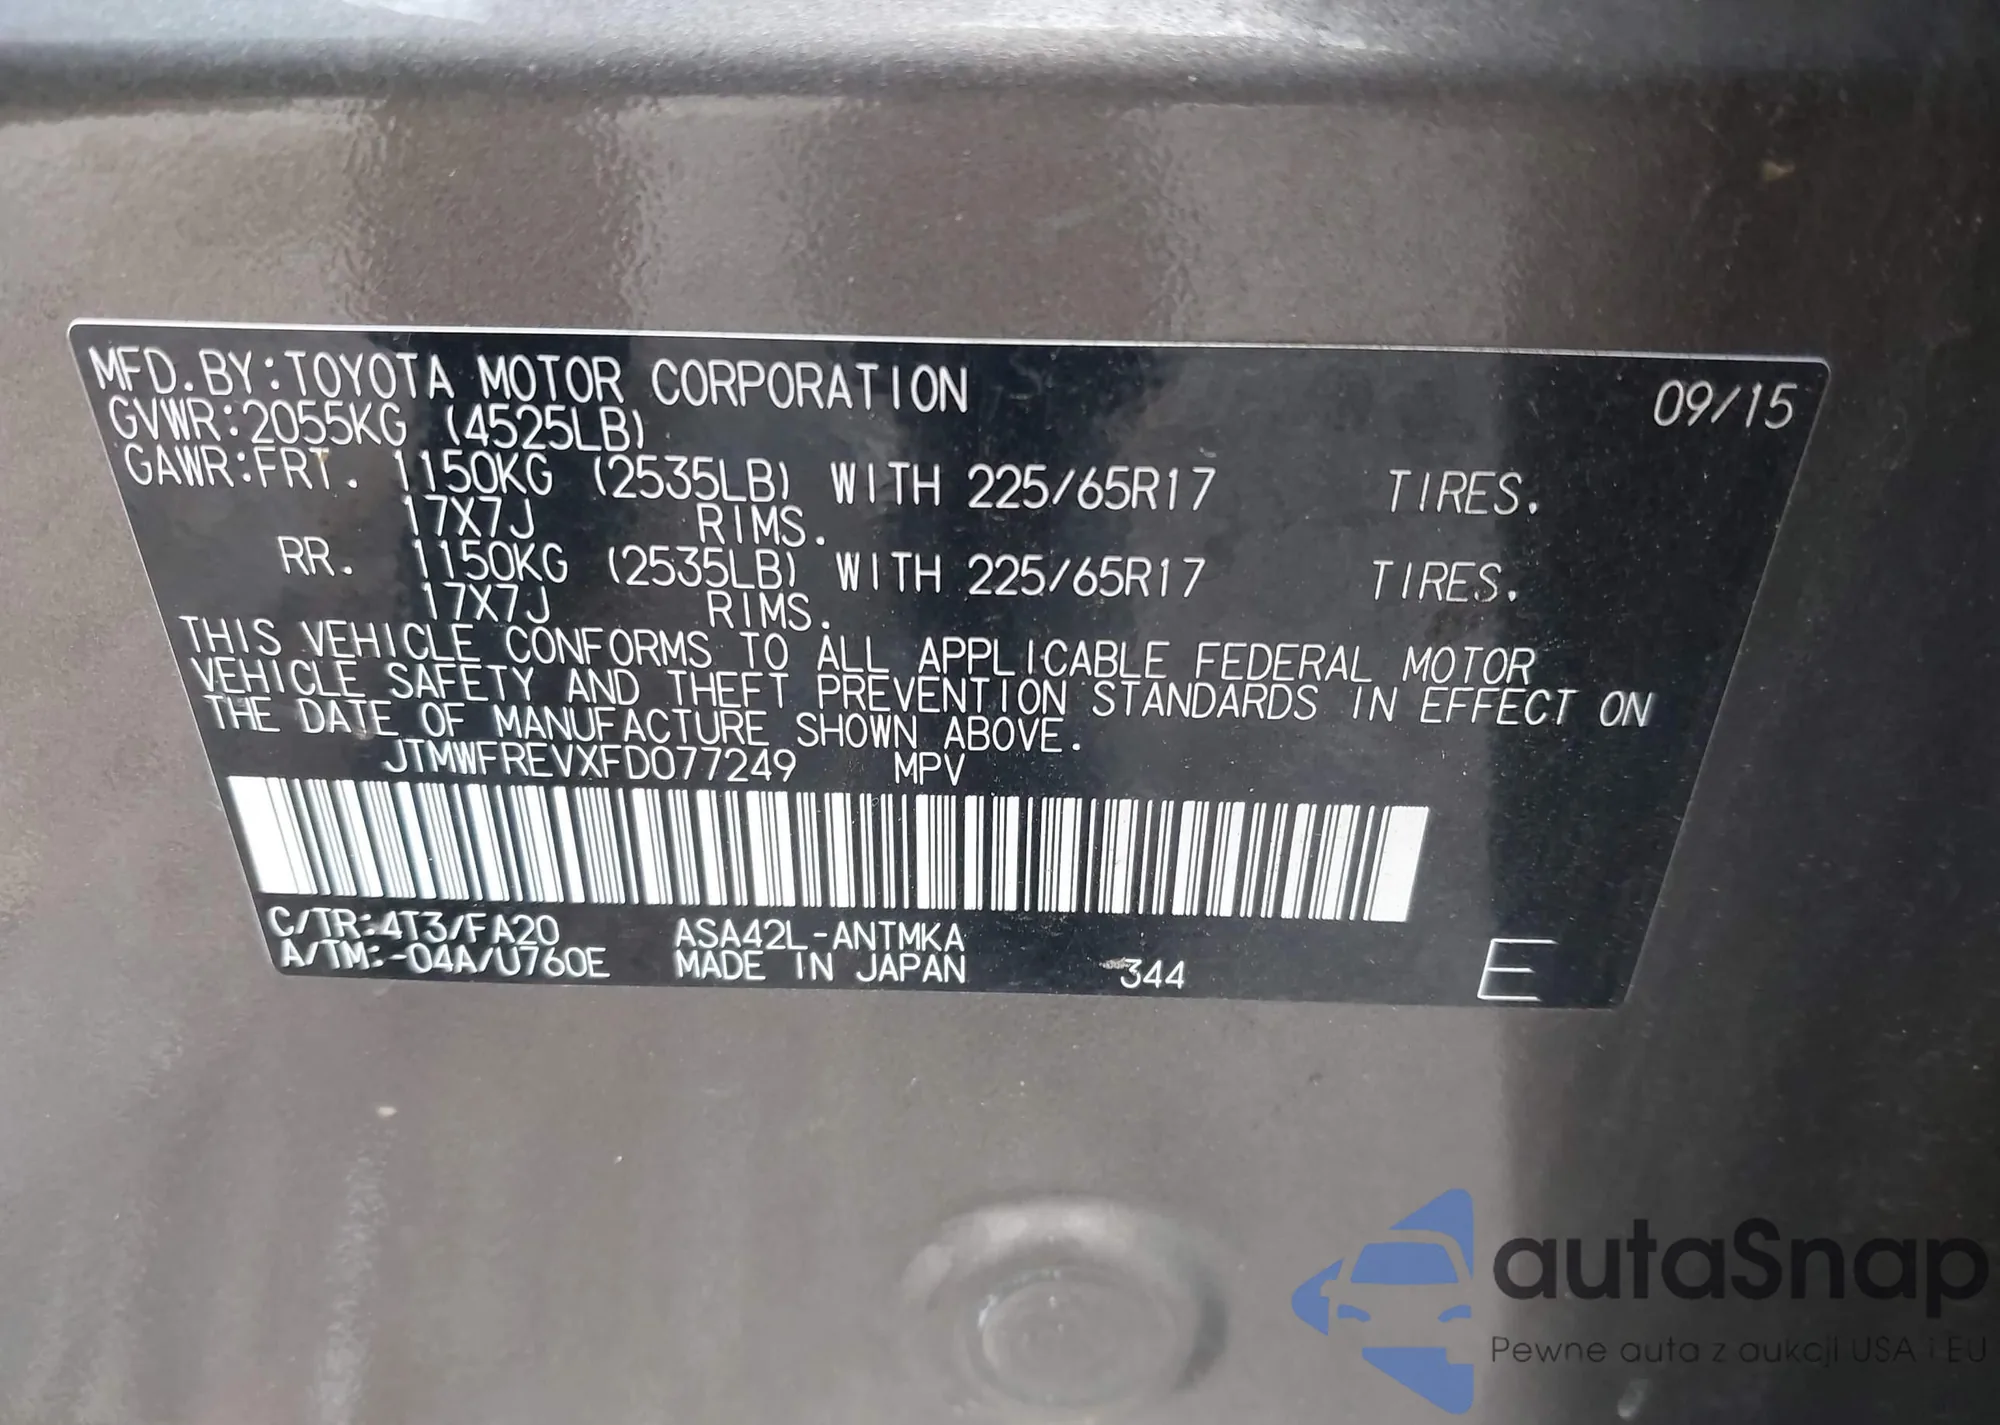 MFD.BY:TOYOTA MOTOR CORPORATION 09/15
GVWR:2055KG (4525LB)
GAWR:FRT. 1150KG (2535LB) WITH 225/65R17 TIRES.
17X7J RIMS.
RR. 1150KG (2535LB) WITH 225/65R17 TIRES.
17X7J RIMS.
THIS VEHICLE CONFORMS TO ALL APPLICABLE FEDERAL MOTOR
VEHICLE SAFETY AND THEFT PREVENTION STANDARDS IN EFFECT ON
THE DATE OF MANUFACTURE SHOWN ABOVE.
JTMWFREVXFD077249 MPV
C/TR:4T3/FA20 ASA42L-ANTMKA
A/TM:-04A/U760E MADE IN JAPAN 344 E
autaSnap
Pewne auta z aukcji USA i EU